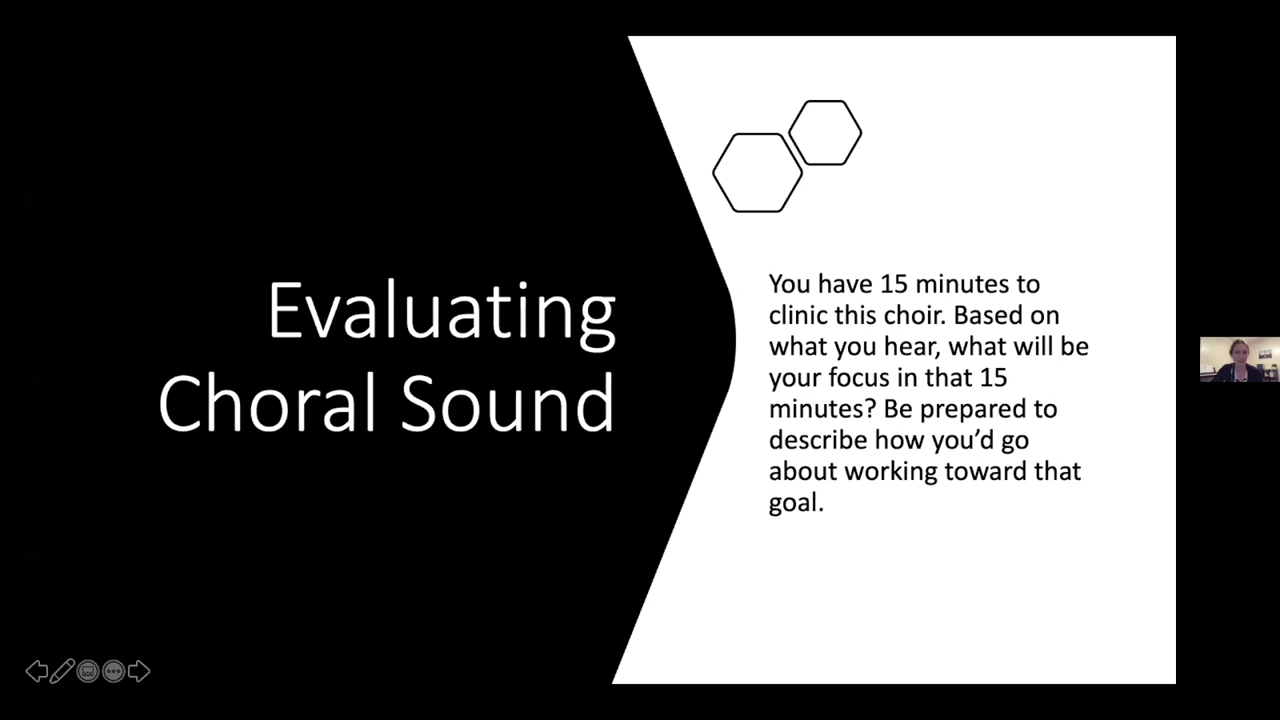 Evaluating
Choral Sound
You have 15 minutes to
clinic this choir. Based on
what you hear, what will be
your focus in that 15
minutes? Be prepared to
describe how you’d go
about working toward that
goal.